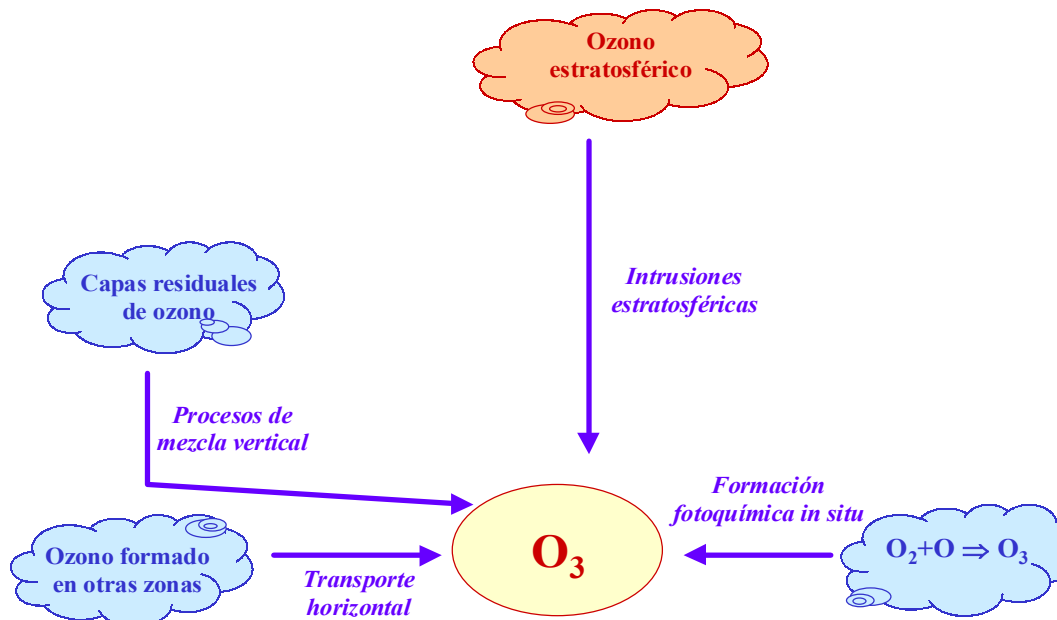 Ozono
estratosférico
Intrusiones
estratosféricas
Capas residuales
de ozono
Procesos de
mezcla vertical
Formación
fotoquímica in situ
O₂+O ⇒ O₃
O₃
Ozono formado
en otras zonas
Transporte
horizontal